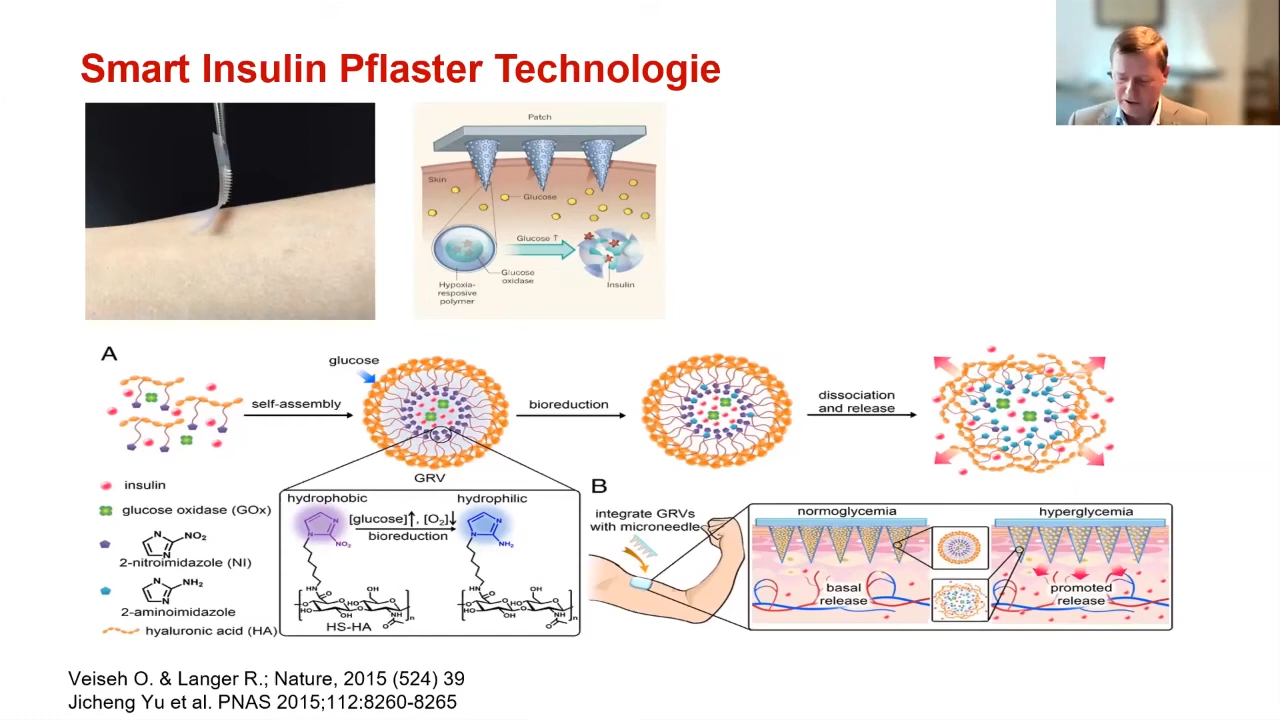 Smart Insulin Pflaster Technologie
Patch
Skin
Glucose
Glucose ↑
Glucose
oxidase
Hypoxia-
resposive
polymer
Insulin
A
glucose
self-assembly
bioreduction
dissociation
and release
GRV
insulin
glucose oxidase (GOx)
NO₂
2-nitroimidazole (NI)
NH₂
2-aminoimidazole
hyaluronic acid (HA)
hydrophobic
hydrophilic
[glucose]↑, [O₂]↓
bioreduction
HS-HA
B
integrate GRVs
with microneedle
normoglycemia
hyperglycemia
basal
release
promoted
release
Veiseh O. & Langer R.; Nature, 2015 (524) 39
Jicheng Yu et al. PNAS 2015;112:8260-8265